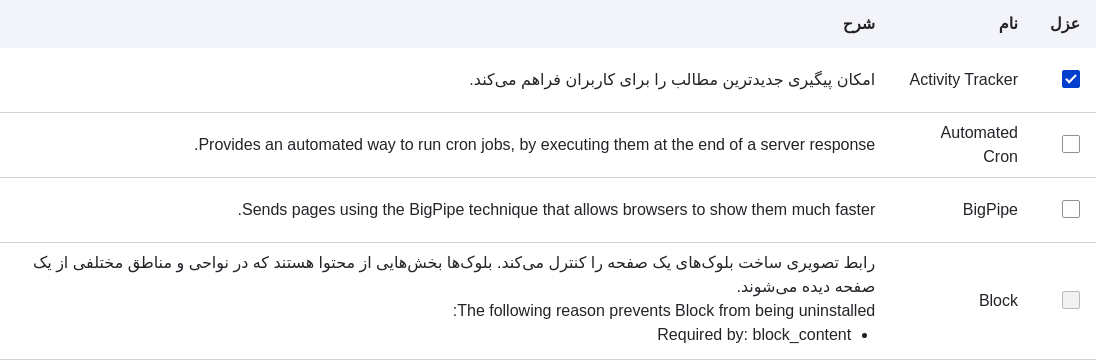 عزل نام شرح
Activity Tracker امکان پیگیری جدیدترین مطالب را برای کاربران فراهم می‌کند.
Automated
Cron
Provides an automated way to run cron jobs, by executing them at the end of a server response.
BigPipe Sends pages using the BigPipe technique that allows browsers to show them much faster.
Block
رابط تصویری ساخت بلوک‌های یک صفحه را کنترل می‌کند. بلوک‌ها بخش‌هایی از محتوا هستند که در نواحی و مناطق مختلفی از یک
صفحه دیده می‌شوند.
The following reason prevents Block from being uninstalled:
• Required by: block_content